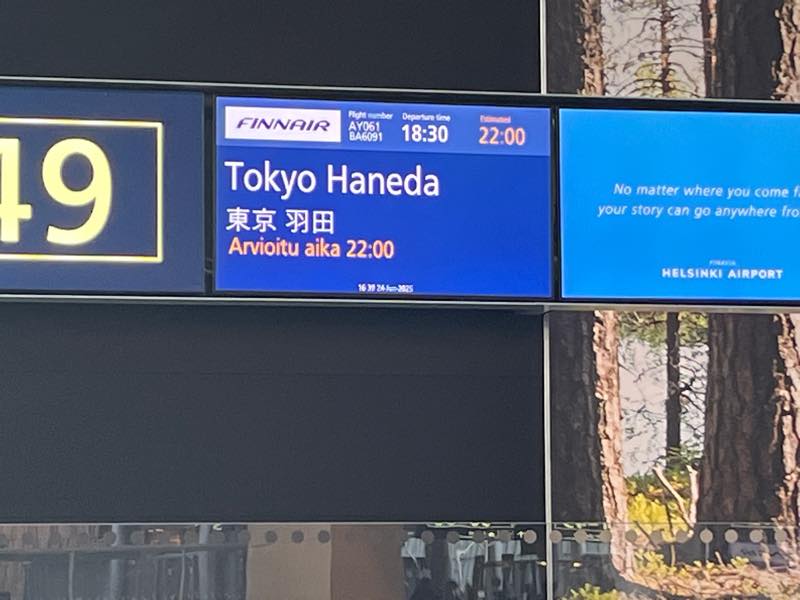 49
FINNAIR
Flight number
AY061
BA6091
Departure time
18:30
Estimated
22:00
Tokyo Haneda
東京 羽田
Arvioitu aika 22:00
16 39 24-Jun-2025
No matter where you come
your story can go anywhere
FINAVIA
HELSINKI AIRPORT